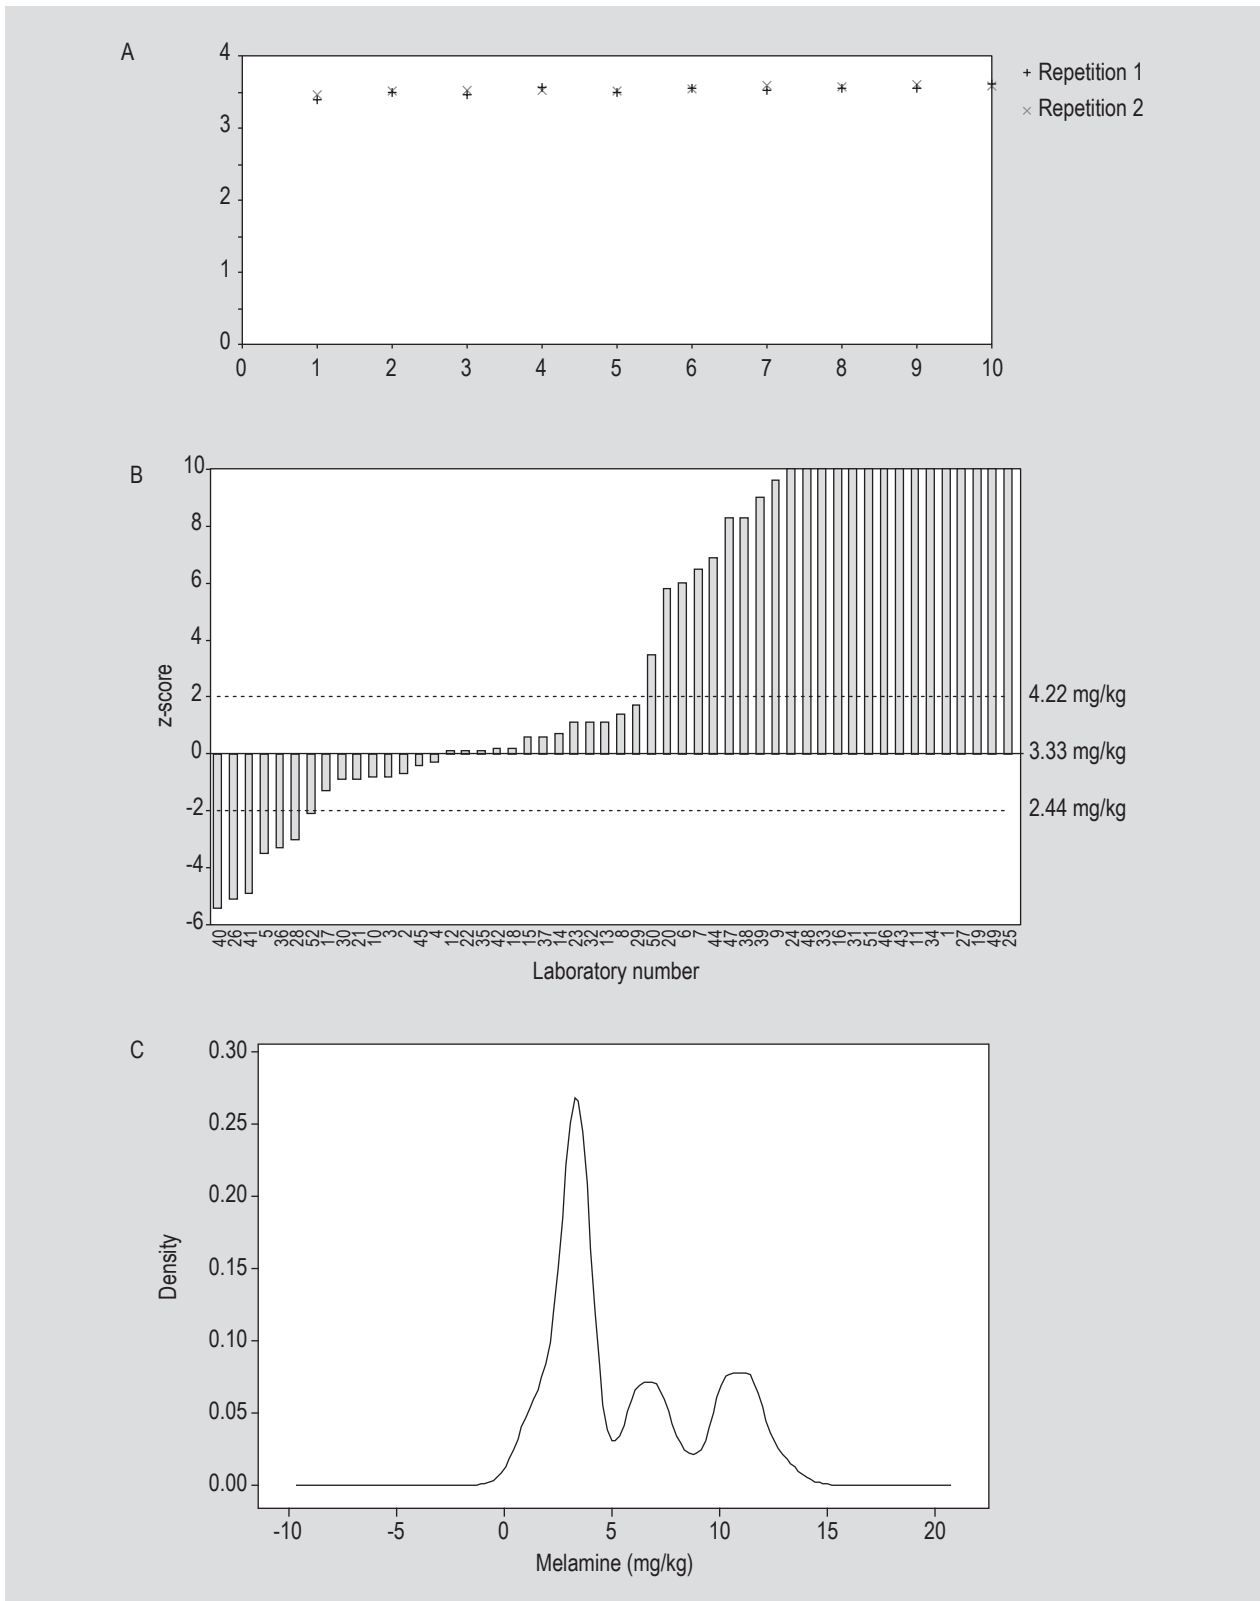 A
4
3
2
1
0
0 1 2 3 4 5 6 7 8 9 10
+ Repetition 1
× Repetition 2
B
10
8
6
4
2
0
-2
-4
-6
z-score
4.22 mg/kg
3.33 mg/kg
2.44 mg/kg
40 26 41 5 36 28 52 17 30 21 10 3 2 45 4 12 22 35 42 18 15 37 14 23 32 13 8 29 50 20 6 7 44 47 38 39 9 24 48 33 16 31 51 46 43 11 34 1 27 19 49 25
Laboratory number
C
0.30
0.25
0.20
0.15
0.10
0.05
0.00
Density
-10 -5 0 5 10 15 20
Melamine (mg/kg)